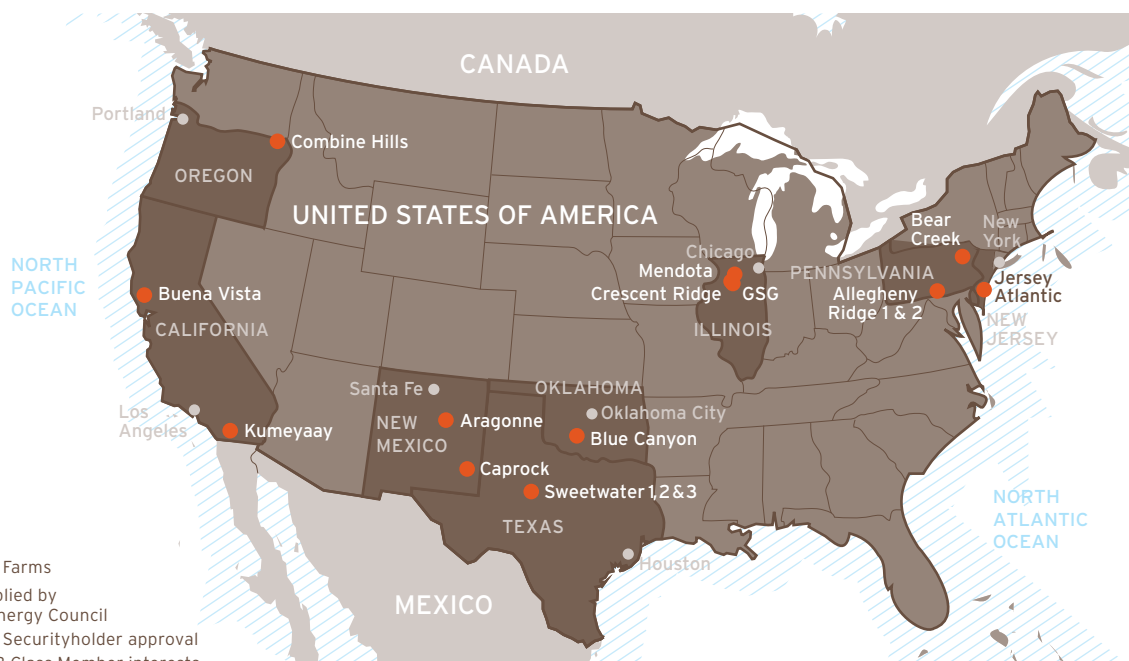 CANADA
Portland
Combine Hills
OREGON
UNITED STATES OF AMERICA
Bear
Creek
New
York
Chicago
Mendota
PENNSYLVANIA
NORTH
PACIFIC
OCEAN
Buena Vista
Crescent Ridge
GSG
Allegheny
Ridge 1 & 2
Jersey
Atlantic
CALIFORNIA
ILLINOIS
NEW
JERSEY
Santa Fe
OKLAHOMA
Los
Angeles
Kumeyaay
NEW
MEXICO
Aragonne
Oklahoma City
Blue Canyon
Caprock
Sweetwater 1,2&3
TEXAS
NORTH
ATLANTIC
OCEAN
Houston
MEXICO
Farms
plied by
nergy Council
Securityholder approval
Class Member interests